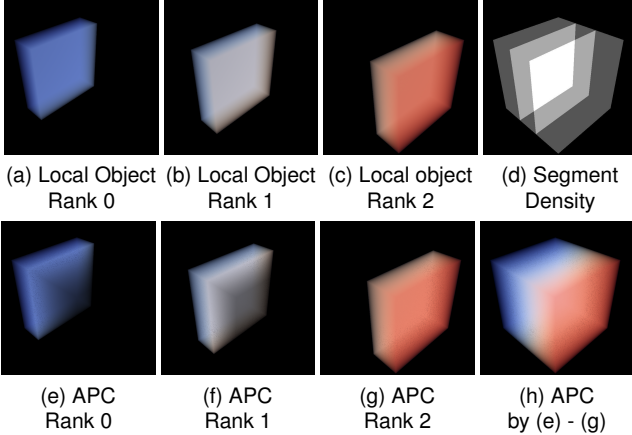 (a) Local Object
Rank 0
(b) Local Object
Rank 1
(c) Local object
Rank 2
(d) Segment
Density
(e) APC
Rank 0
(f) APC
Rank 1
(g) APC
Rank 2
(h) APC
by (e) - (g)